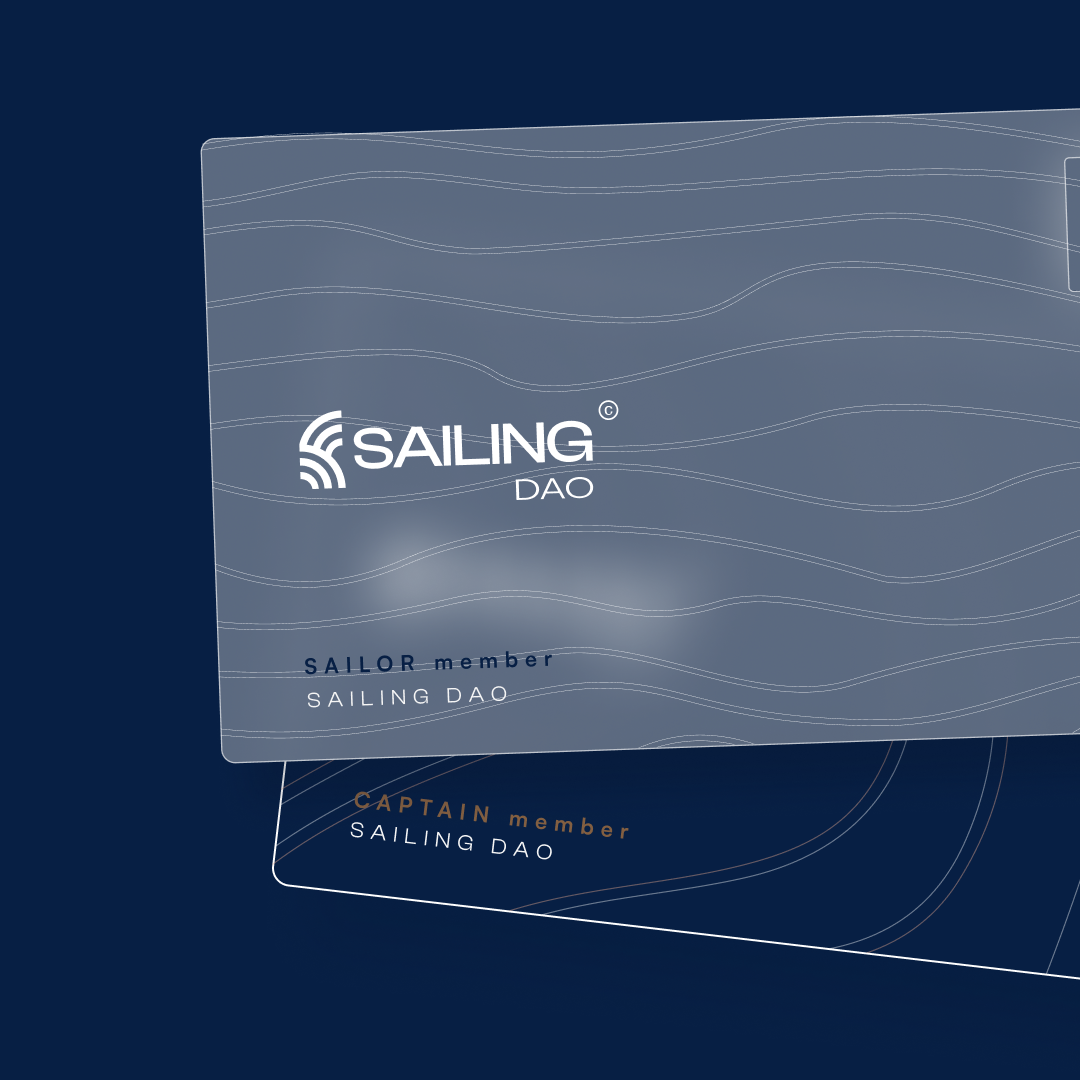 SAILING ©
DAO
SAILOR member
SAILING DAO
CAPTAIN member
SAILING DAO